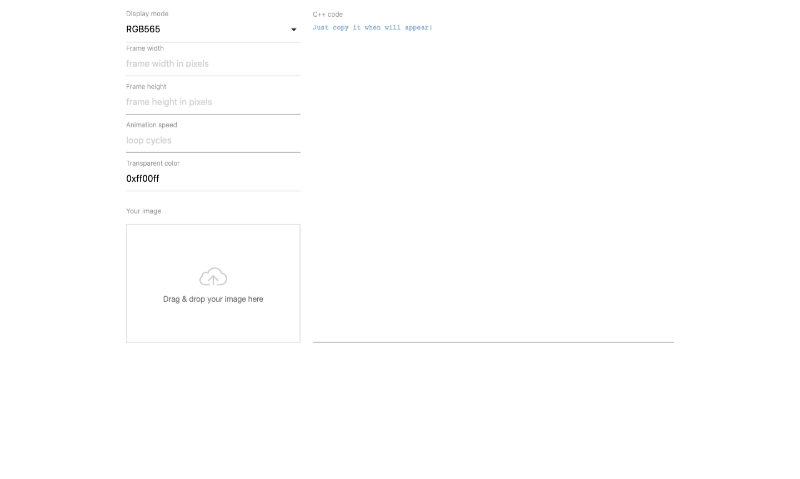 Display mode
RGB565
Frame width
frame width in pixels
Frame height
frame height in pixels
Animation speed
loop cycles
Transparent color
0xff00ff
Your image
Drag & drop your image here
C++ code
Just copy it when will appear!